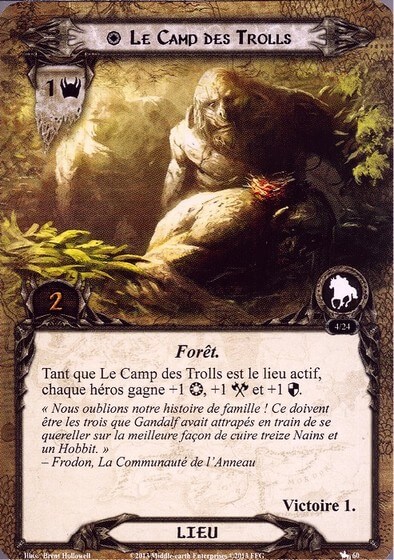 Le Camp des Trolls
1
2
4/24
Forêt.
Tant que Le Camp des Trolls est le lieu actif,
chaque héros gagne +1 , +1 et +1 .
« Nous oublions notre histoire de famille ! Ce doivent
être les trois que Gandalf avait attrapés en train de se
quereller sur la meilleure façon de cuire treize Nains et
un Hobbit. »
– Frodon, La Communauté de l'Anneau
Victoire 1.
LIEU
Illus. Brent Hollowell
©2013 Middle-earth Enterprises ©2013 FFG
60